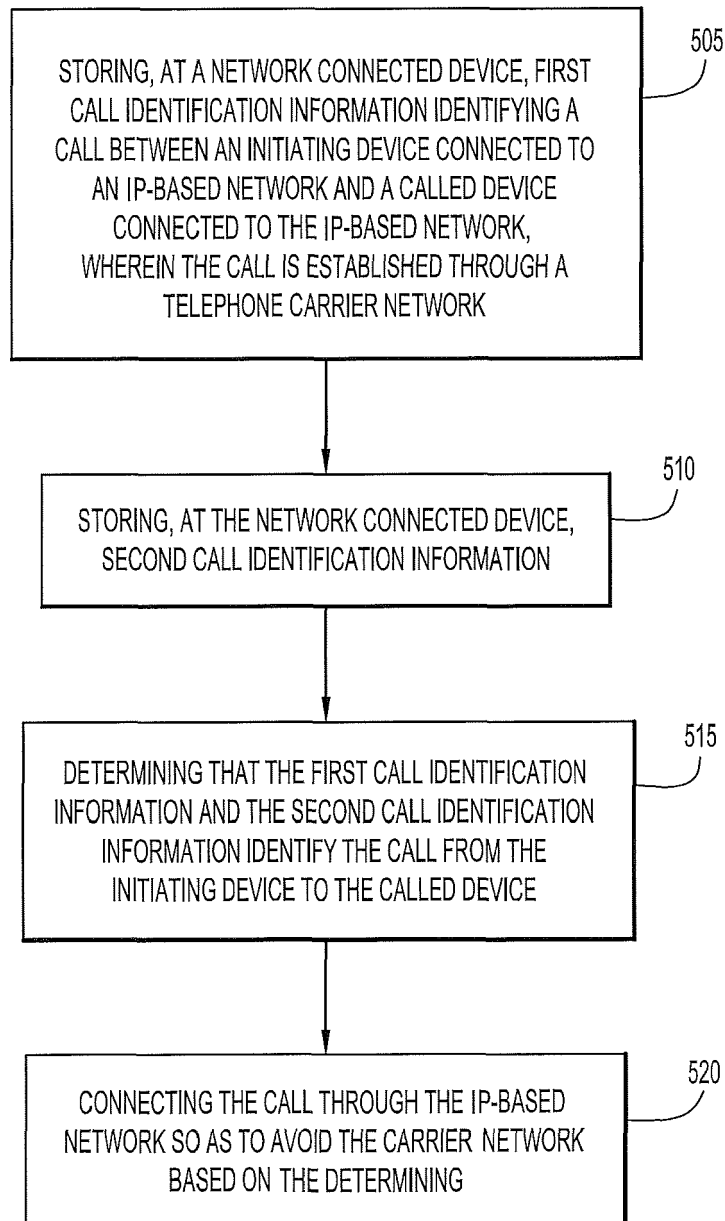 505
STORING, AT A NETWORK CONNECTED DEVICE, FIRST
CALL IDENTIFICATION INFORMATION IDENTIFYING A
CALL BETWEEN AN INITIATING DEVICE CONNECTED TO
AN IP-BASED NETWORK AND A CALLED DEVICE
CONNECTED TO THE IP-BASED NETWORK,
WHEREIN THE CALL IS ESTABLISHED THROUGH A
TELEPHONE CARRIER NETWORK
510
STORING, AT THE NETWORK CONNECTED DEVICE,
SECOND CALL IDENTIFICATION INFORMATION
515
DETERMINING THAT THE FIRST CALL IDENTIFICATION
INFORMATION AND THE SECOND CALL IDENTIFICATION
INFORMATION IDENTIFY THE CALL FROM THE
INITIATING DEVICE TO THE CALLED DEVICE
520
CONNECTING THE CALL THROUGH THE IP-BASED
NETWORK SO AS TO AVOID THE CARRIER NETWORK
BASED ON THE DETERMINING